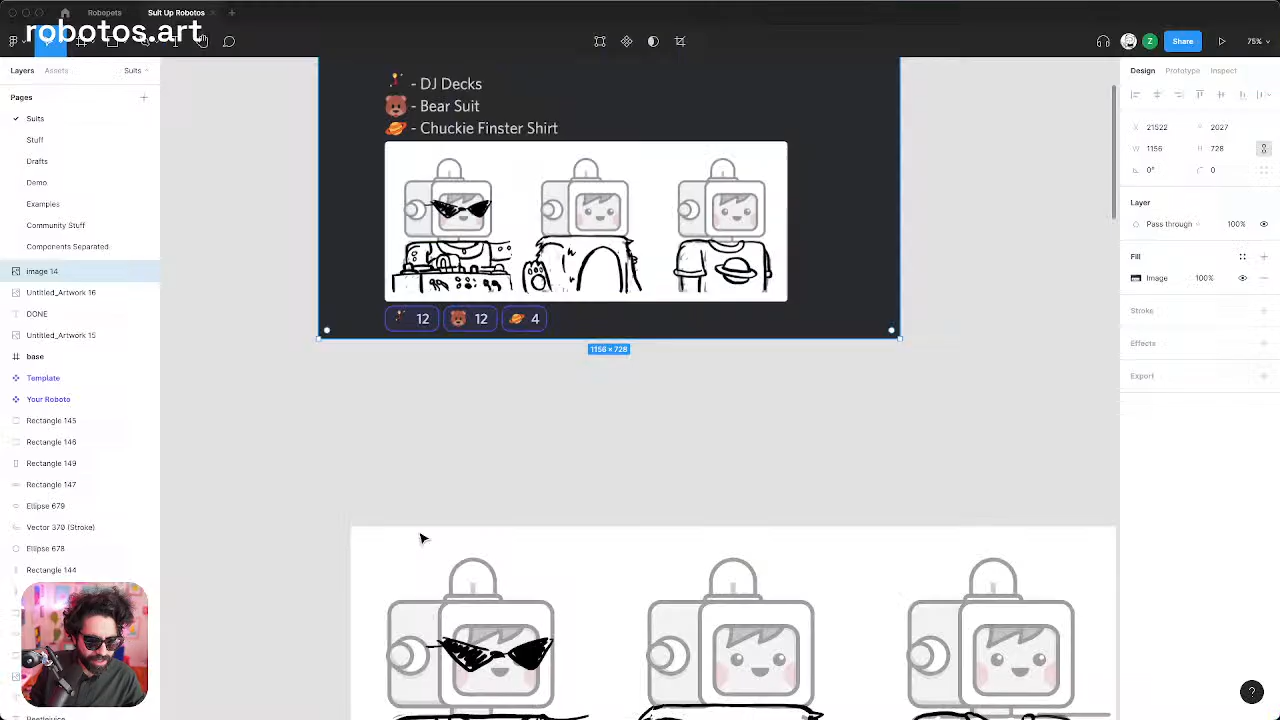 Robopets Suit Up Robotos
robotos.art
Share
75%
Layers Assets Suits
Pages
Suits
Stuff
Drafts
Demo
Examples
Community Stuff
Components Separated
image 14
Untitled_Artwork 16
DONE
Untitled_Artwork 15
base
Template
Your Roboto
Rectangle 145
Rectangle 146
Rectangle 149
Rectangle 147
Ellipse 679
Vector 370 (Stroke)
Ellipse 678
Rectangle 144
- DJ Decks
- Bear Suit
- Chuckie Finster Shirt
12 12 4
1156 × 728
Design Prototype Inspect
X 11522 Y 2027
W 1156 H 728
0° 0
Layer
Pass through 100%
Fill
Image 100%
Stroke
Effects
Export
?